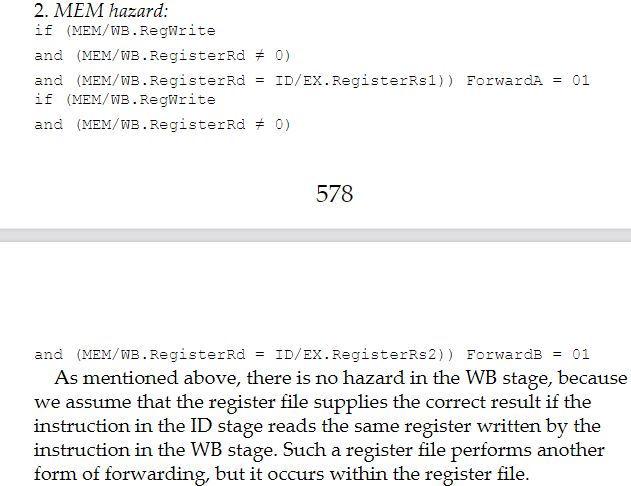 2. MEM hazard:
if (MEM/WB.RegWrite
and (MEM/WB.RegisterRd ≠ 0)
and (MEM/WB.RegisterRd = ID/EX.RegisterRs1)) ForwardA = 01
if (MEM/WB.RegWrite
and (MEM/WB.RegisterRd ≠ 0)
578
and (MEM/WB.RegisterRd = ID/EX.RegisterRs2)) ForwardB = 01
As mentioned above, there is no hazard in the WB stage, because
we assume that the register file supplies the correct result if the
instruction in the ID stage reads the same register written by the
instruction in the WB stage. Such a register file performs another
form of forwarding, but it occurs within the register file.